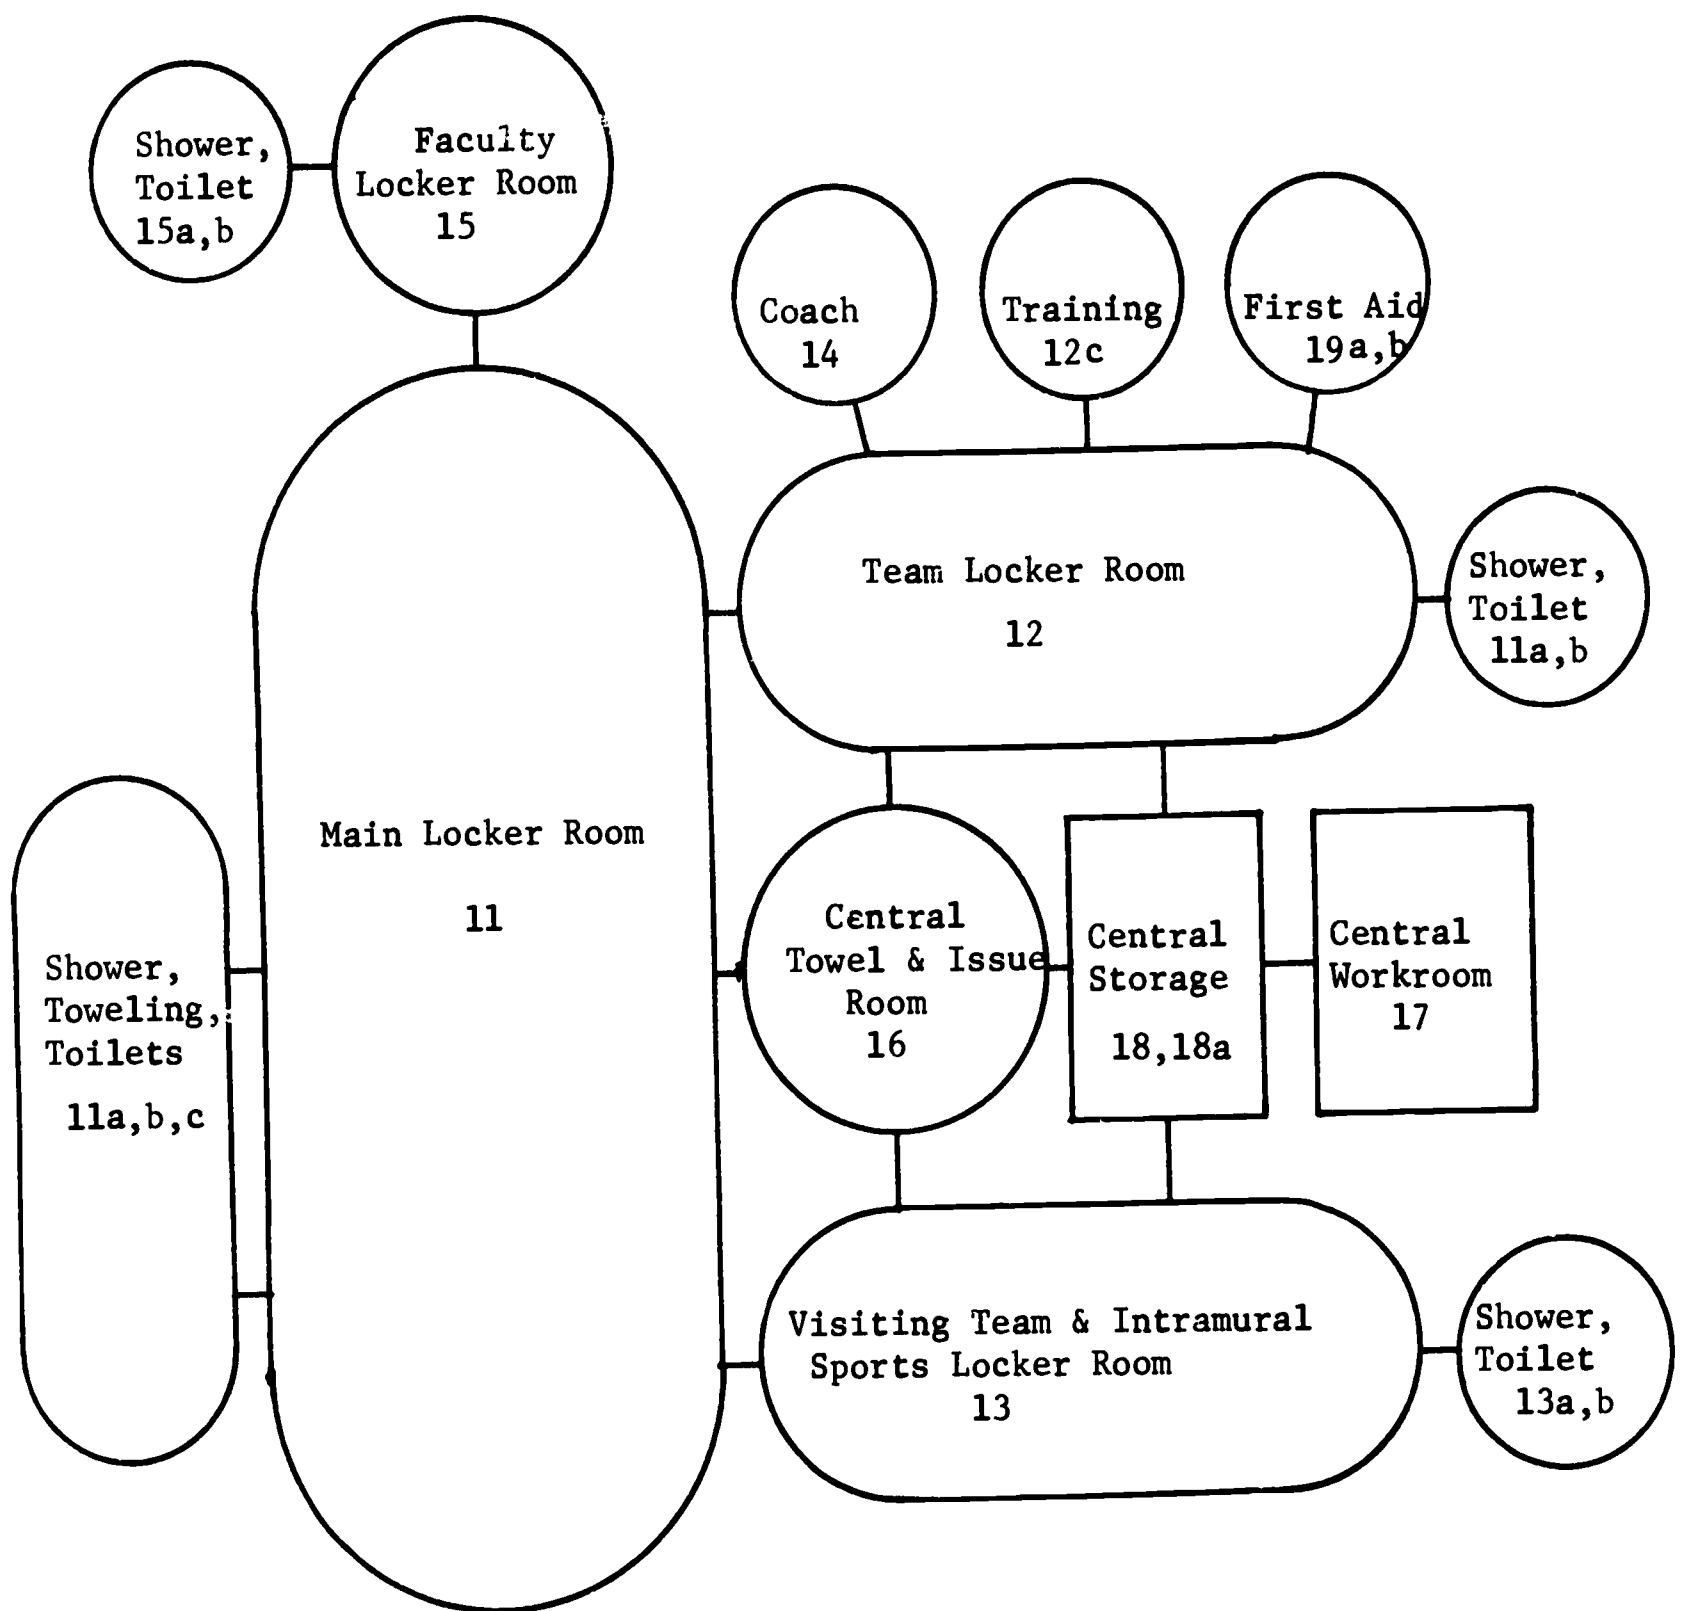 Shower,
Toilet
15a,b
Faculty
Locker Room
15
Coach
14
Training
12c
First Aid
19a,b
Team Locker Room
12
Shower,
Toilet
11a,b
Main Locker Room
11
Shower,
Toweling,
Toilets
11a,b,c
Central
Towel & Issue
Room
16
Central
Storage
18,18a
Central
Workroom
17
Visiting Team & Intramural
Sports Locker Room
13
Shower,
Toilet
13a,b